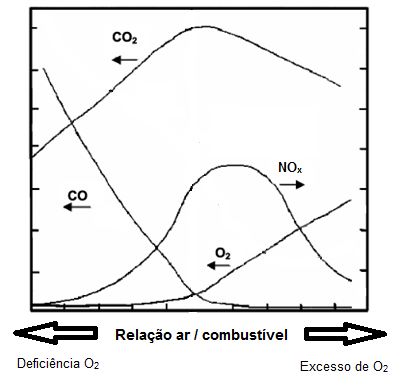 CO₂
NOₓ
CO
O₂
Relação ar / combustível
Deficiência O₂
Excesso de O₂